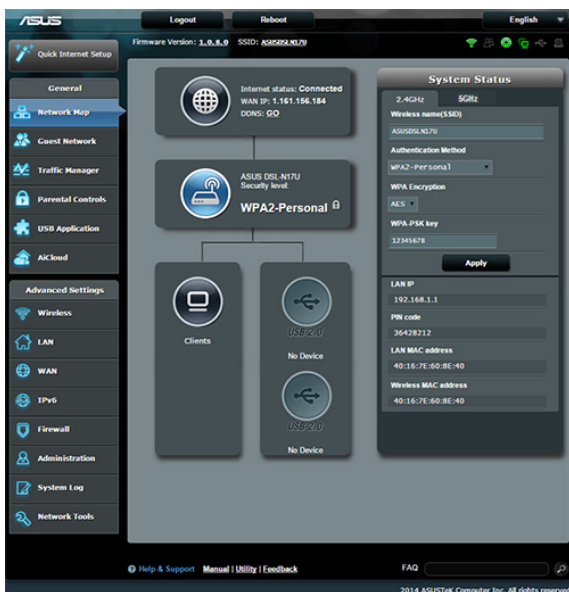 ASUS
Logout
Reboot
English
Quick Internet Setup
Firmware Version: 1.0.8.0 SSID: ASUSDSLN17U
General
Network Map
Guest Network
Traffic Manager
Parental Controls
USB Application
AiCloud
Advanced Settings
Wireless
LAN
WAN
IPv6
Firewall
Administration
System Log
Network Tools
Internet status: Connected
WAN IP: 1.161.156.184
DDNS: GO
ASUS DSL-N17U
Security level:
WPA2-Personal
Clients
USB 2.0
No Device
USB 2.0
No Device
System Status
2.4GHz
5GHz
Wireless name(SSID)
ASUSDSLN17U
Authentication Method
WPA2-Personal
WPA Encryption
AES
WPA-PSK key
12345678
Apply
LAN IP
192.168.1.1
PIN code
36428212
LAN MAC address
40:16:7E:60:8E:40
Wireless MAC address
40:16:7E:60:8E:40
Help & Support Manual | Utility | Feedback
FAQ
2014 ASUSTeK Computer Inc. All rights reserved